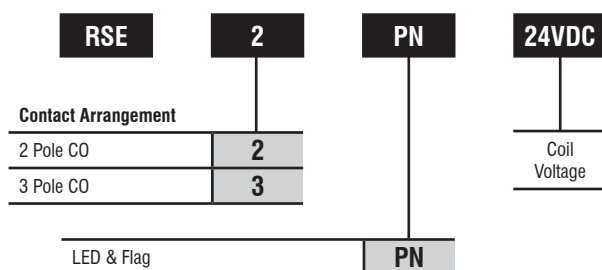 RSE 2 PN 24VDC
Contact Arrangement
2 Pole CO 2
3 Pole CO 3
Coil
Voltage
LED & Flag PN